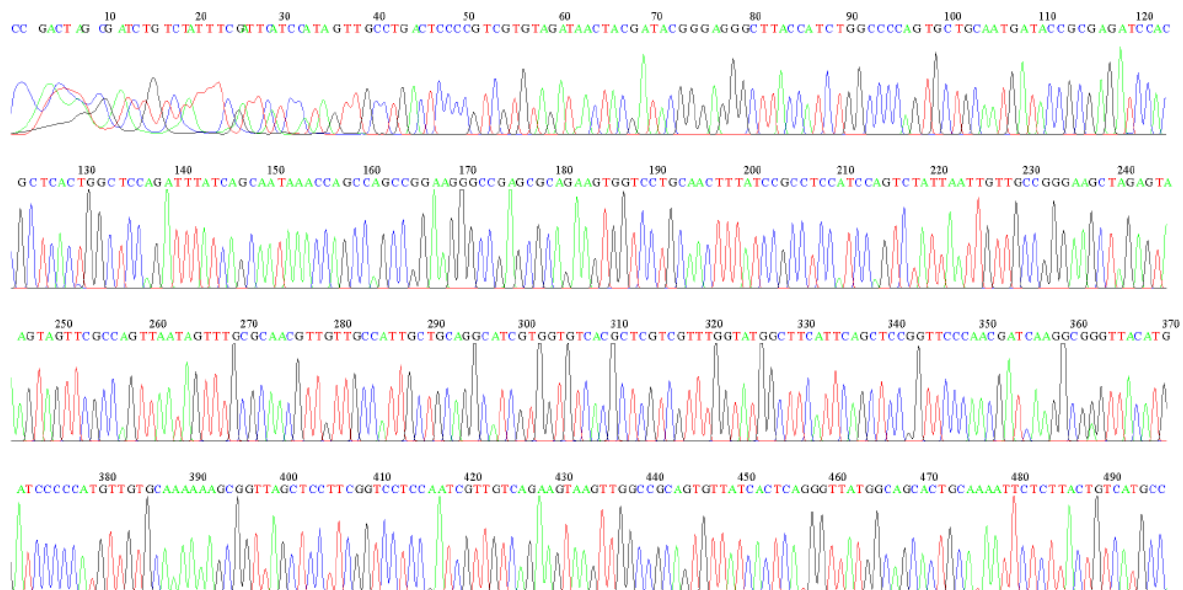 10 20 30 40 50 60 70 80 90 100 110 120
CC GACTAG CG ATCTGTCTATTTCGTTCATCCATAGTTGCCTGACTCCCCGTCGTGTAGATAACTACGATACGGGAGGGCTTACCATCTGGCCCCAGTGCTGCAATGATACCGCGAGATCCAC
130 140 150 160 170 180 190 200 210 220 230 240
GCTCACTGGCTCCAGATTTATCAGCAATAAACCAGCCAGCCGGAAGGGCCGAGCGCAGAAGTGGTCCTGCAACTTTATCCGCCTCCATCCAGTCTATTAATTGTTGCCGGGAAGCTAGAGTA
250 260 270 280 290 300 310 320 330 340 350 360 370
AGTAGTTCGCCAGTTAATAGTTTGCGCAACGTTGTTGCCATTGCTGCAGGCATCGTGGTGTCACGCTCGTCGTTTGGTATGGCTTCATTCAGCTCCGGTTCCCAACGATCAAGGCGGGTTACATG
380 390 400 410 420 430 440 450 460 470 480 490
ATCCCCCATGTTGTGCAAAAAAGCGGTTAGCTCCTTCGGTCCTCCAATCGTTGTCAGAAGTAAGTTGGCCGCAGTGTTATCACTCAGGGTTATGGCAGCACTGCAAAATTCTCTTACTGTCATGCC